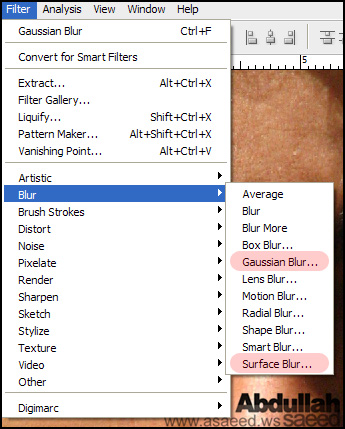 Filter Analysis View Window Help
Gaussian Blur Ctrl+F
Convert for Smart Filters
5
Extract... Alt+Ctrl+X
Filter Gallery...
Liquify... Shift+Ctrl+X
Pattern Maker... Alt+Shift+Ctrl+X
Vanishing Point... Alt+Ctrl+V
Artistic
Blur
Brush Strokes
Distort
Noise
Pixelate
Render
Sharpen
Sketch
Stylize
Texture
Video
Other
Digimarc
Average
Blur
Blur More
Box Blur...
Gaussian Blur...
Lens Blur...
Motion Blur...
Radial Blur...
Shape Blur...
Smart Blur...
Surface Blur...
Abdullah
www.asaeed.ws Saeed